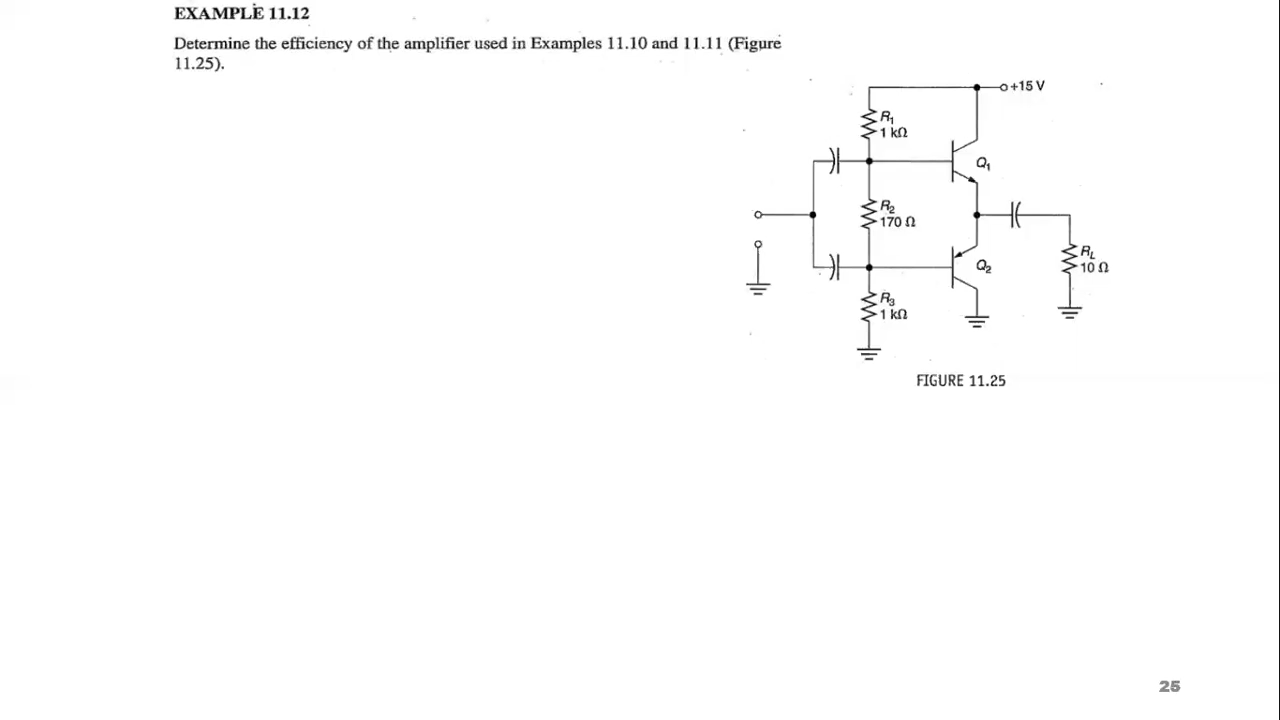 EXAMPLE 11.12
Determine the efficiency of the amplifier used in Examples 11.10 and 11.11 (Figure
11.25).
+15 V
R₁
1 kΩ
Q₁
R₂
170 Ω
R_L
10 Ω
Q₂
R₃
1 kΩ
FIGURE 11.25
25